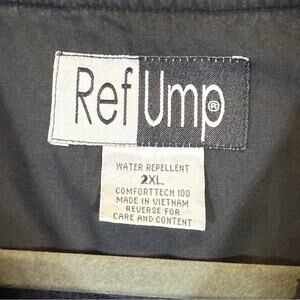 Ref Ump®
WATER REPELLENT
2XL
COMFORTTECH 100
MADE IN VIETNAM
REVERSE FOR
CARE AND CONTENT